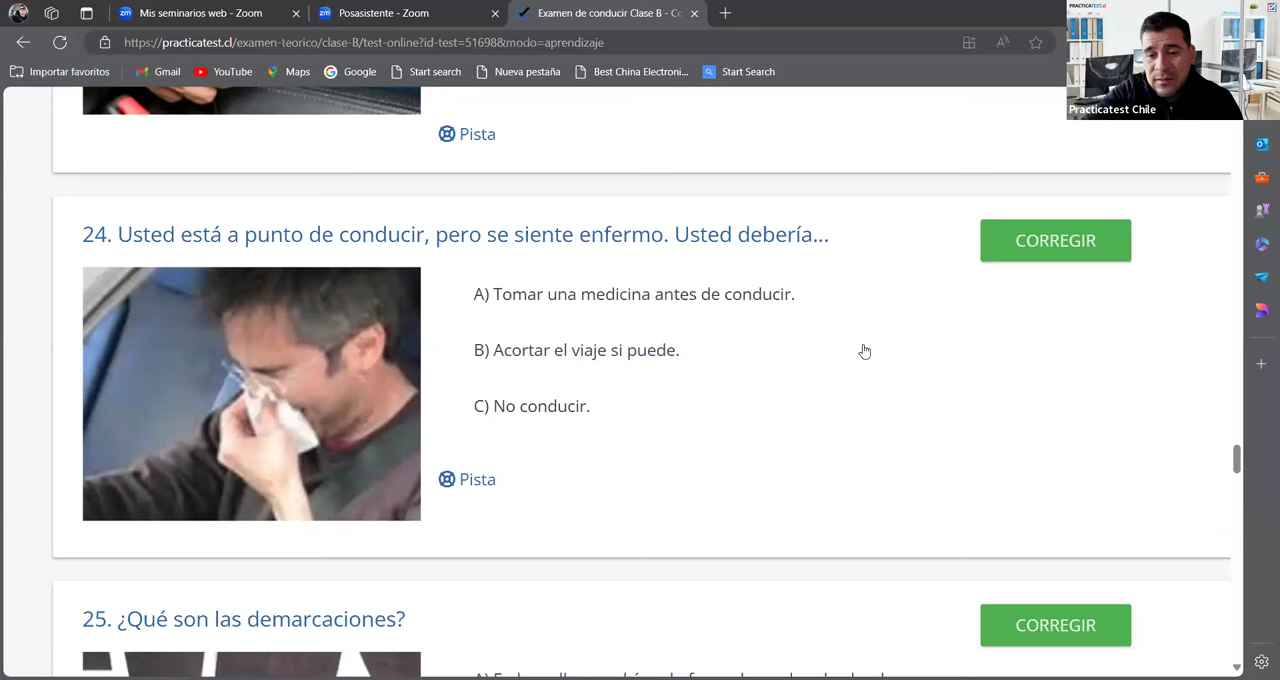 Mis seminarios web - Zoom
Posasistente - Zoom
Examen de conducir Clase B - Co
PRACTICATEST.cl
https://practicatest.cl/examen-teorico/clase-B/test-online?id-test=51698&modo=aprendizaje
Importar favoritos
Gmail
YouTube
Maps
Google
Start search
Nueva pestaña
Best China Electroni...
Start Search
Practicatest Chile
Pista
24. Usted está a punto de conducir, pero se siente enfermo. Usted debería...
CORREGIR
A) Tomar una medicina antes de conducir.
B) Acortar el viaje si puede.
C) No conducir.
Pista
25. ¿Qué son las demarcaciones?
CORREGIR